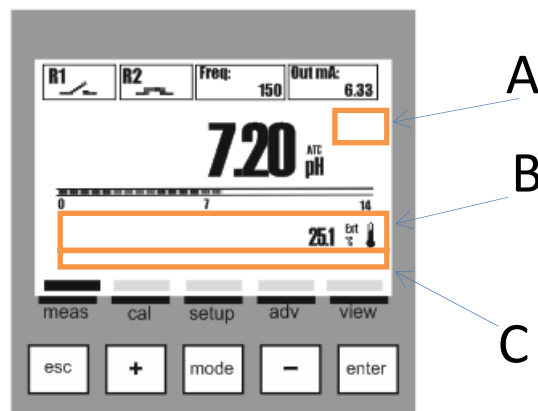 R1 R2 Freq: 150 Out mA: 6.33
A
7.20 ATC pH
0 7 14
B
25.1 Ext °C
meas cal setup adv view
C
esc + mode - enter